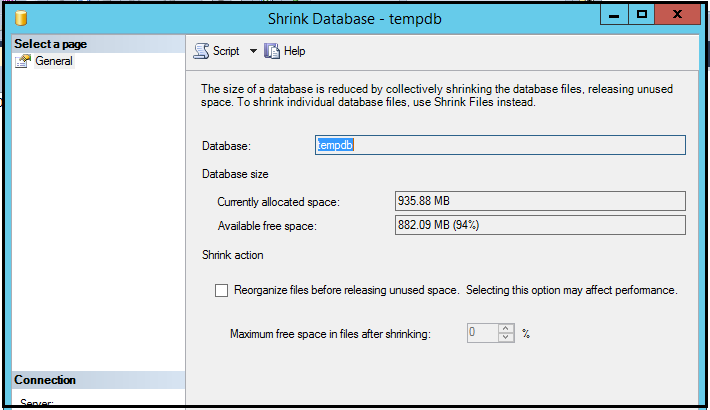 Shrink Database - tempdb
Select a page
General
Script
Help
The size of a database is reduced by collectively shrinking the database files, releasing unused
space. To shrink individual database files, use Shrink Files instead.
Database:
tempdb
Database size
Currently allocated space:
935.88 MB
Available free space:
882.09 MB (94%)
Shrink action
Reorganize files before releasing unused space. Selecting this option may affect performance.
Maximum free space in files after shrinking:
0
%
Connection
Server: